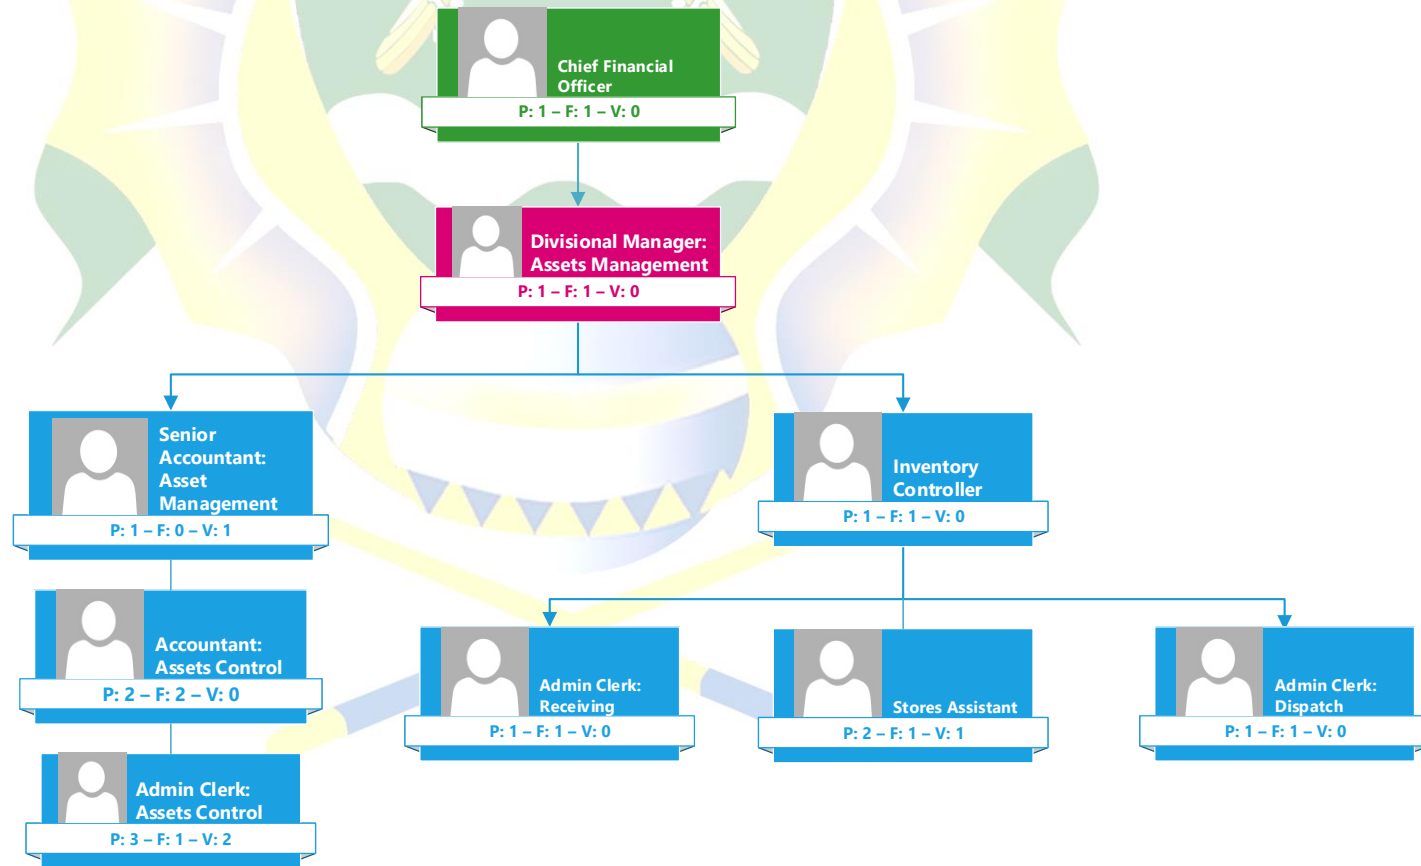 Chief Financial
Officer
P: 1 – F: 1 – V: 0
Divisional Manager:
Assets Management
P: 1 – F: 1 – V: 0
Senior
Accountant:
Asset
Management
P: 1 – F: 0 – V: 1
Inventory
Controller
P: 1 – F: 1 – V: 0
Accountant:
Assets Control
P: 2 – F: 2 – V: 0
Admin Clerk:
Receiving
P: 1 – F: 1 – V: 0
Stores Assistant
P: 2 – F: 1 – V: 1
Admin Clerk:
Dispatch
P: 1 – F: 1 – V: 0
Admin Clerk:
Assets Control
P: 3 – F: 1 – V: 2